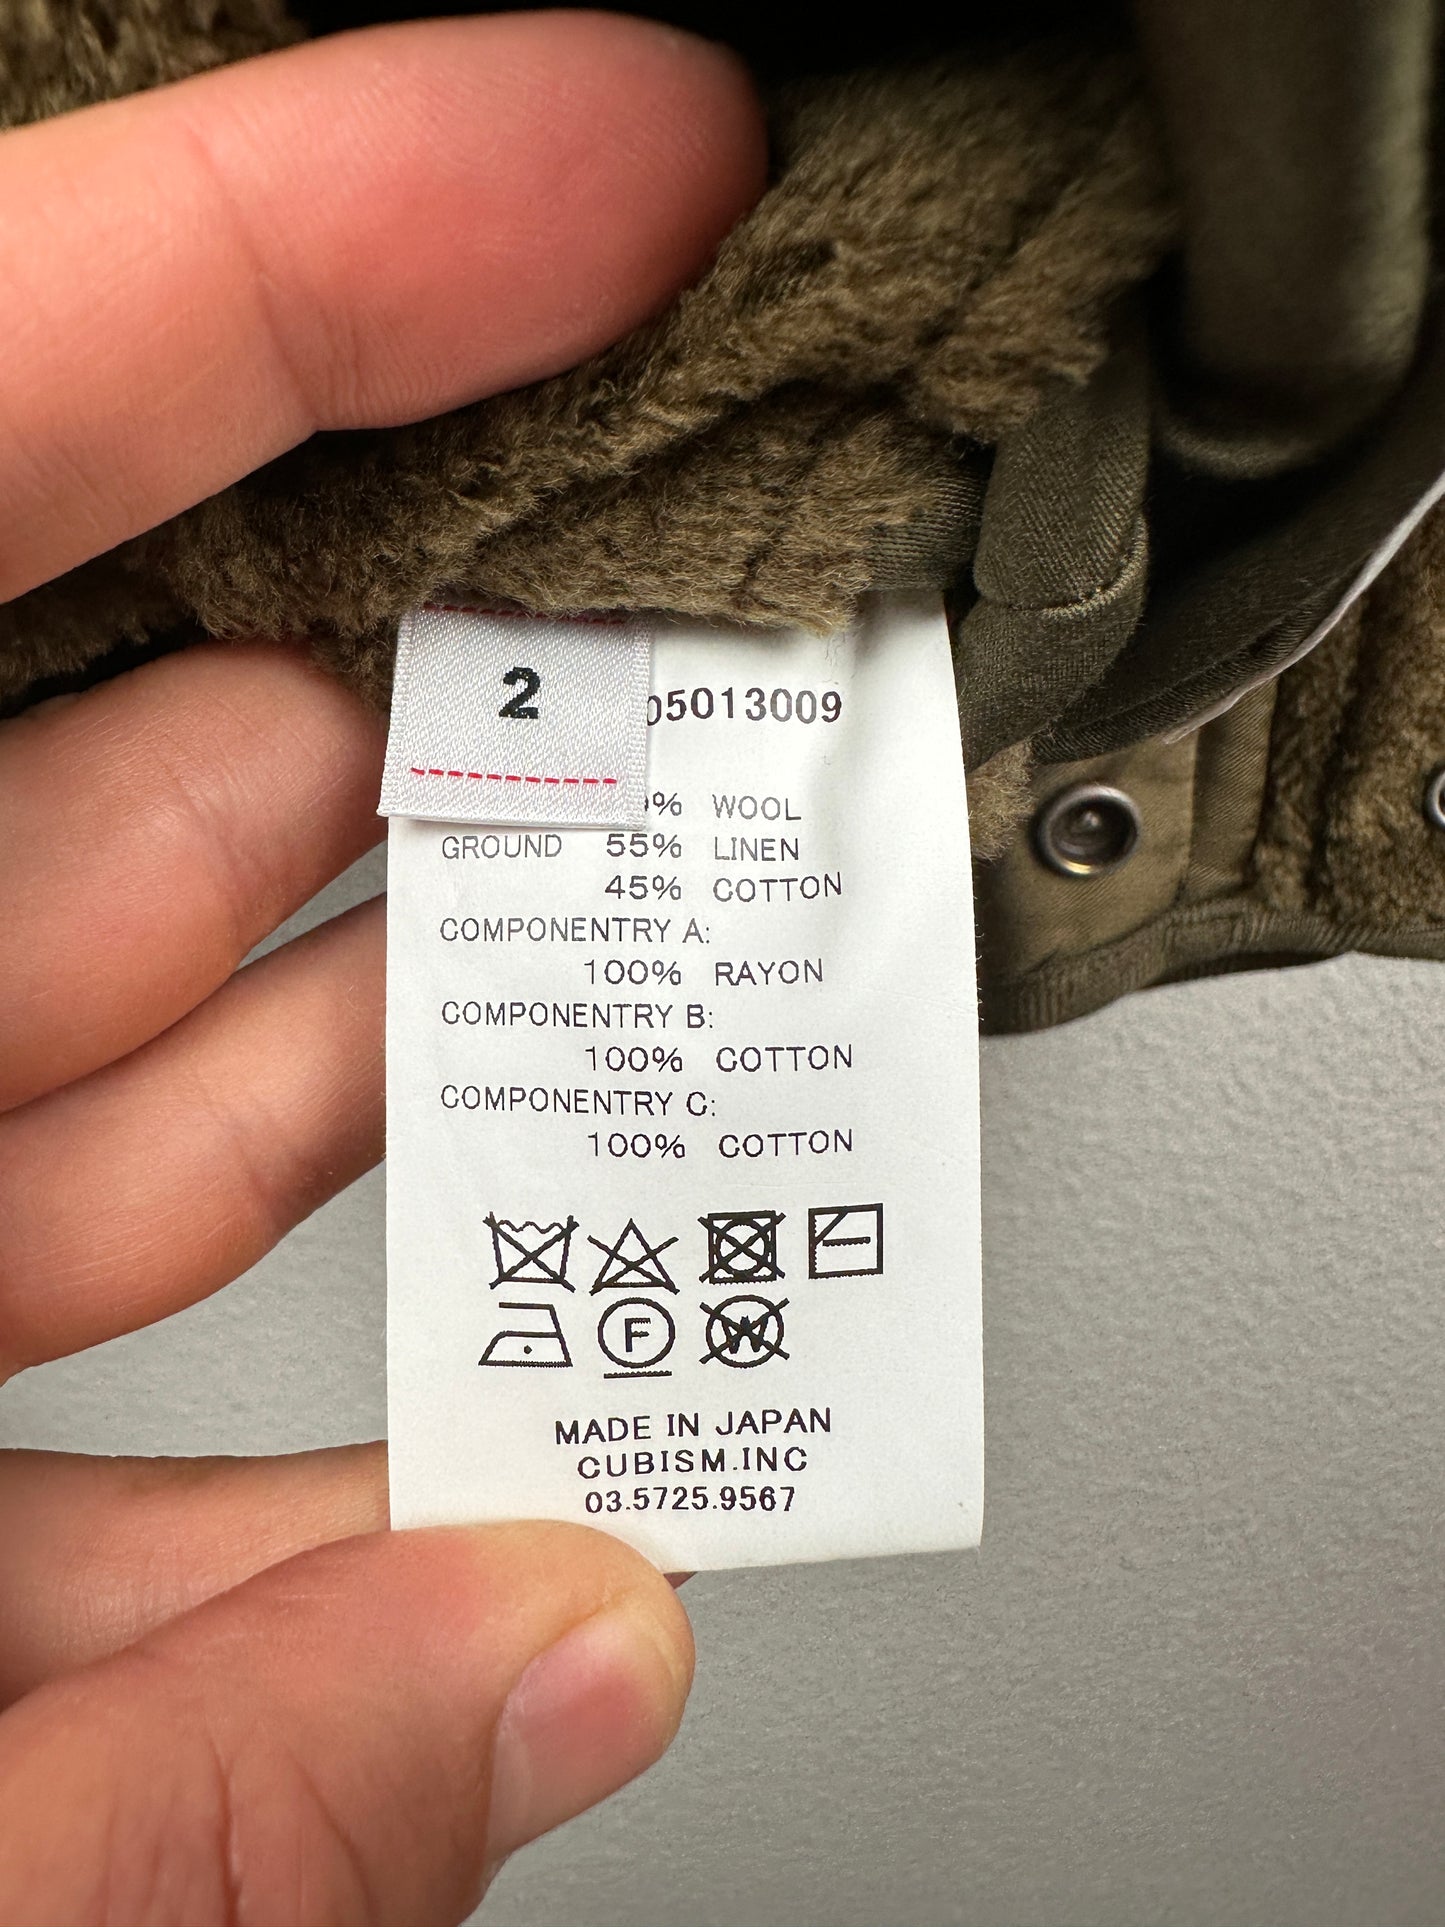 2
05013009
WOOL
GROUND 55% LINEN
45% COTTON
COMPONENTRY A:
100% RAYON
COMPONENTRY B:
100% COTTON
COMPONENTRY C:
100% COTTON
F
W
MADE IN JAPAN
CUBISM.INC
03.5725.9567